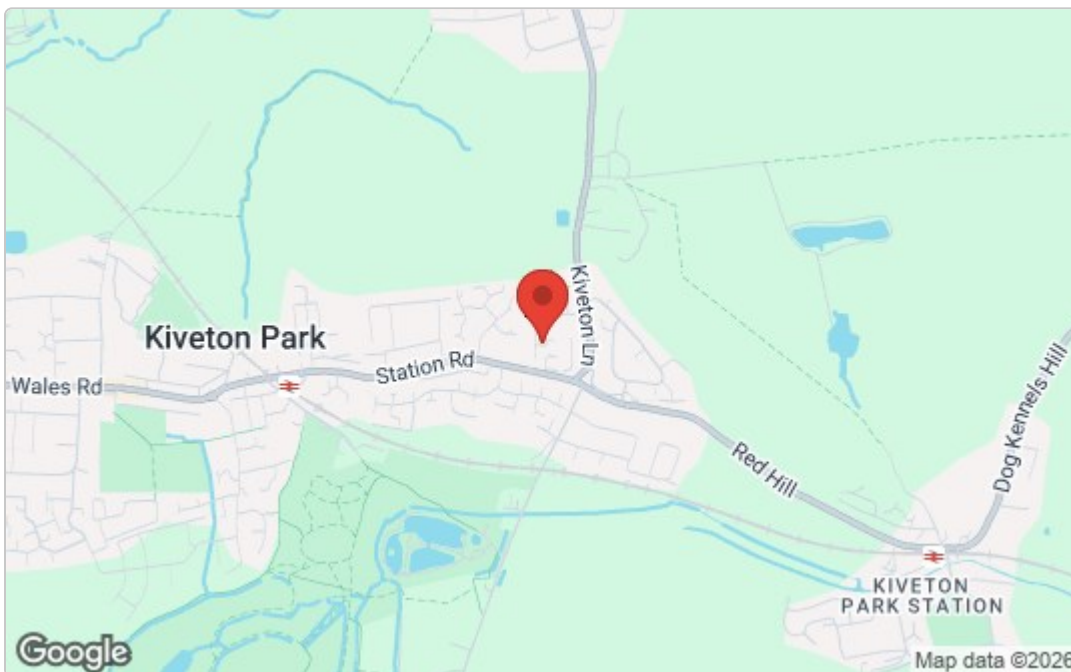 Kiveton Ln
Kiveton Park
Station Rd
Wales Rd
Red Hill
Dog Kennels Hill
KIVETON
PARK STATION
Google
Map data ©2026